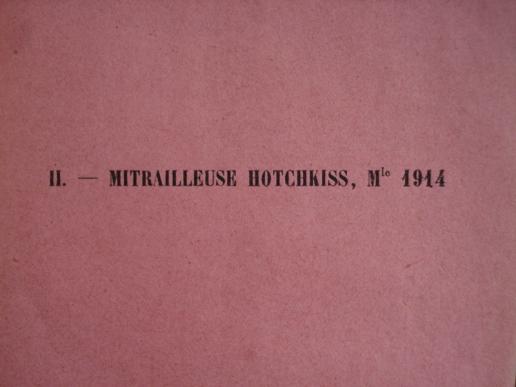 II. — MITRAILLEUSE HOTCHKISS, Mle 1914